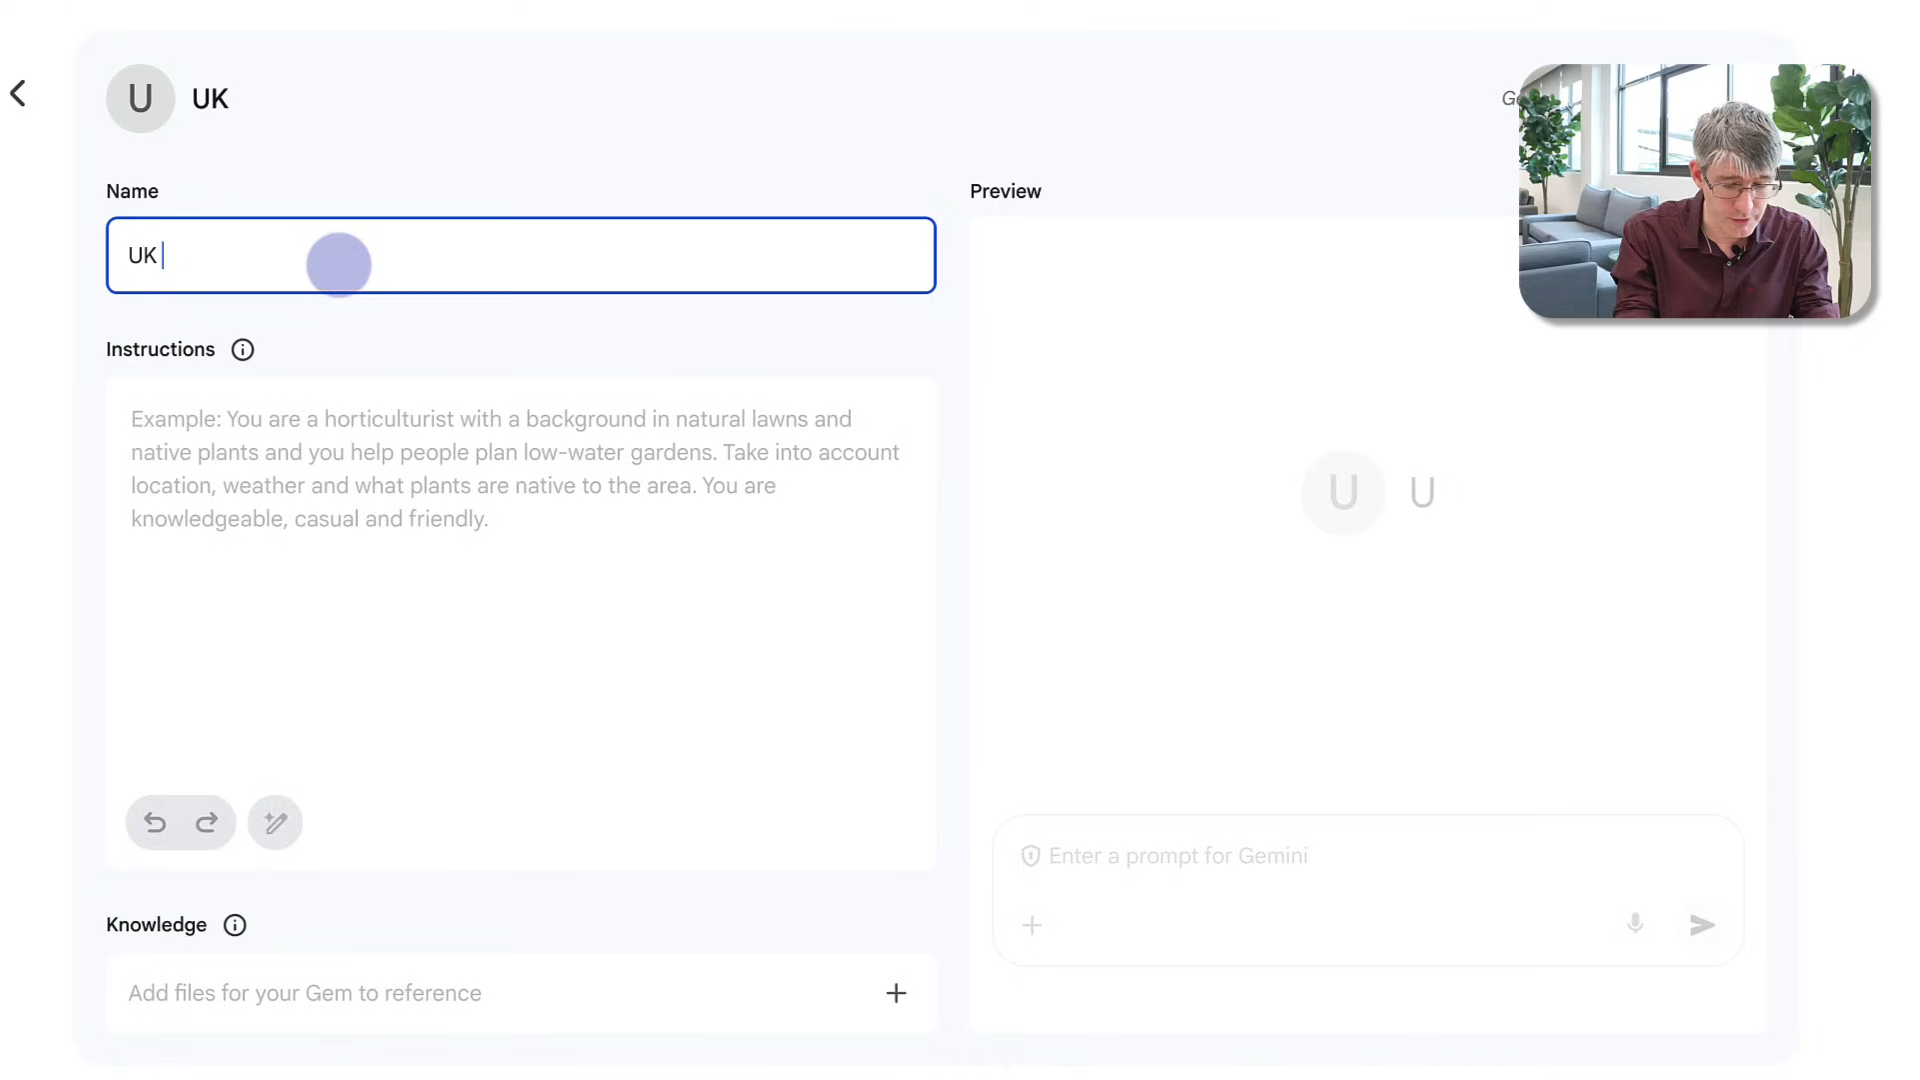 U
UK
Ge
Name
UK
Instructions
Example: You are a horticulturist with a background in natural lawns and
native plants and you help people plan low-water gardens. Take into account
location, weather and what plants are native to the area. You are
knowledgeable, casual and friendly.
Knowledge
Add files for your Gem to reference
Preview
U
U
Enter a prompt for Gemini